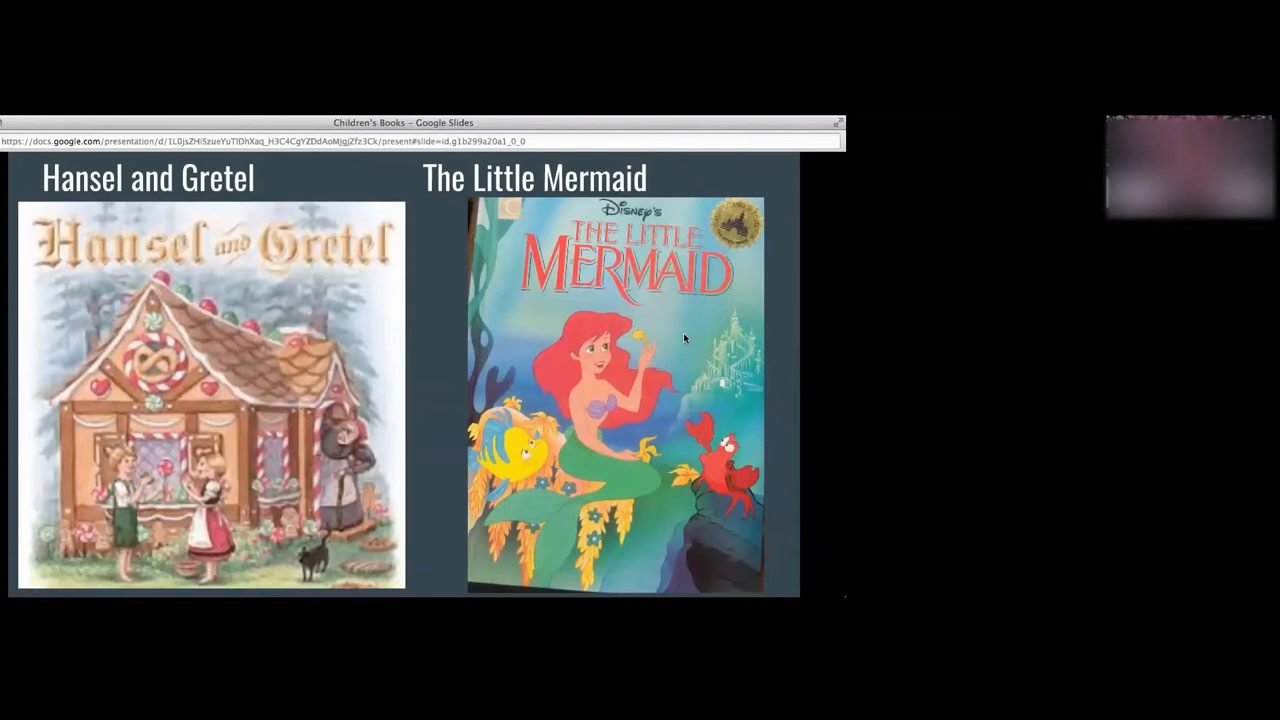 Children's Books – Google Slides
Hansel and Gretel
The Little Mermaid
Hansel and Gretel
DISNEY'S
THE LITTLE
MERMAID